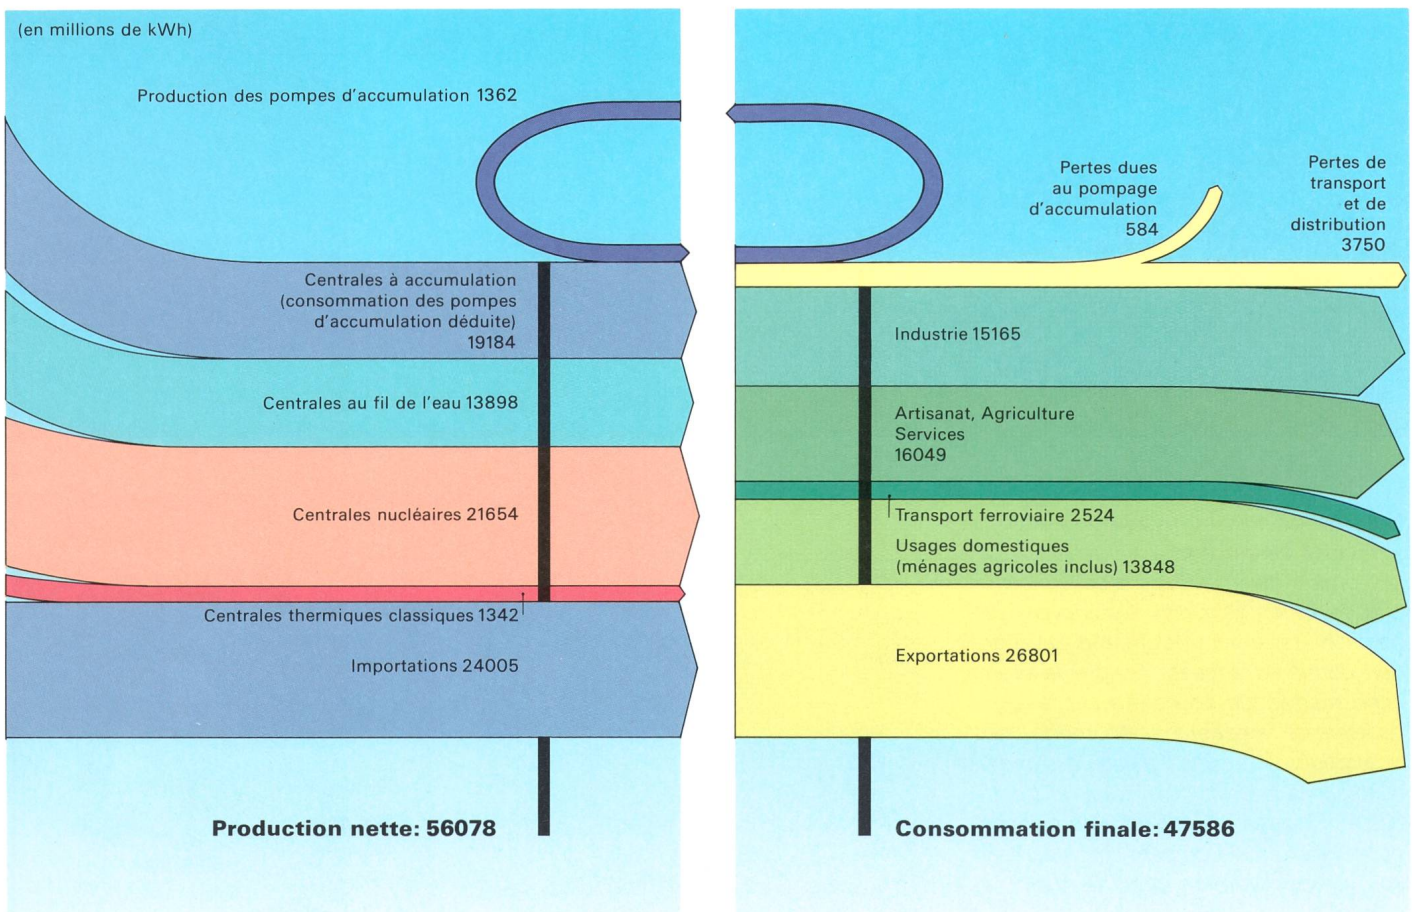 (en millions de kWh)
Production des pompes d'accumulation 1362
Centrales à accumulation
(consommation des pompes
d'accumulation déduite)
19184
Centrales au fil de l'eau 13898
Centrales nucléaires 21654
Centrales thermiques classiques 1342
Importations 24005
Production nette: 56078
Pertes dues
au pompage
d'accumulation
584
Pertes de
transport
et de
distribution
3750
Industrie 15165
Artisanat, Agriculture
Services
16049
Transport ferroviaire 2524
Usages domestiques
(ménages agricoles inclus) 13848
Exportations 26801
Consommation finale: 47586